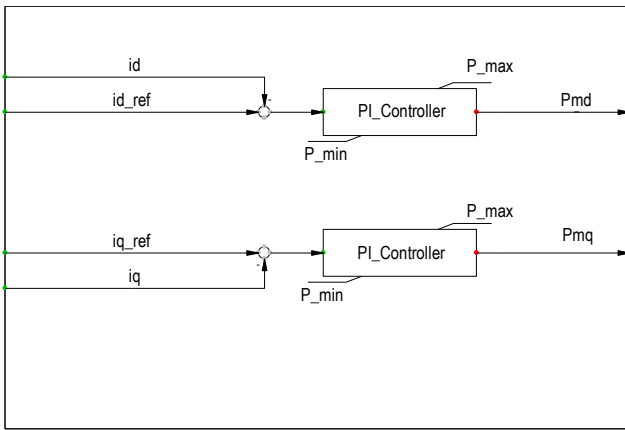 id
P_max
id_ref
PI_Controller
Pmd
P_min
P_max
iq_ref
PI_Controller
Pmq
iq
P_min